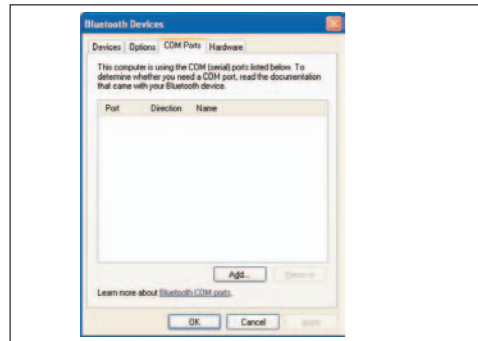 Bluetooth Devices
Devices Options COM Ports Hardware
This computer is using the COM (serial) ports listed below. To
determine whether you need a COM port, read the documentation
that came with your Bluetooth device.
Port Direction Name
Add... Remove
Learn more about Bluetooth COM ports.
OK Cancel Apply